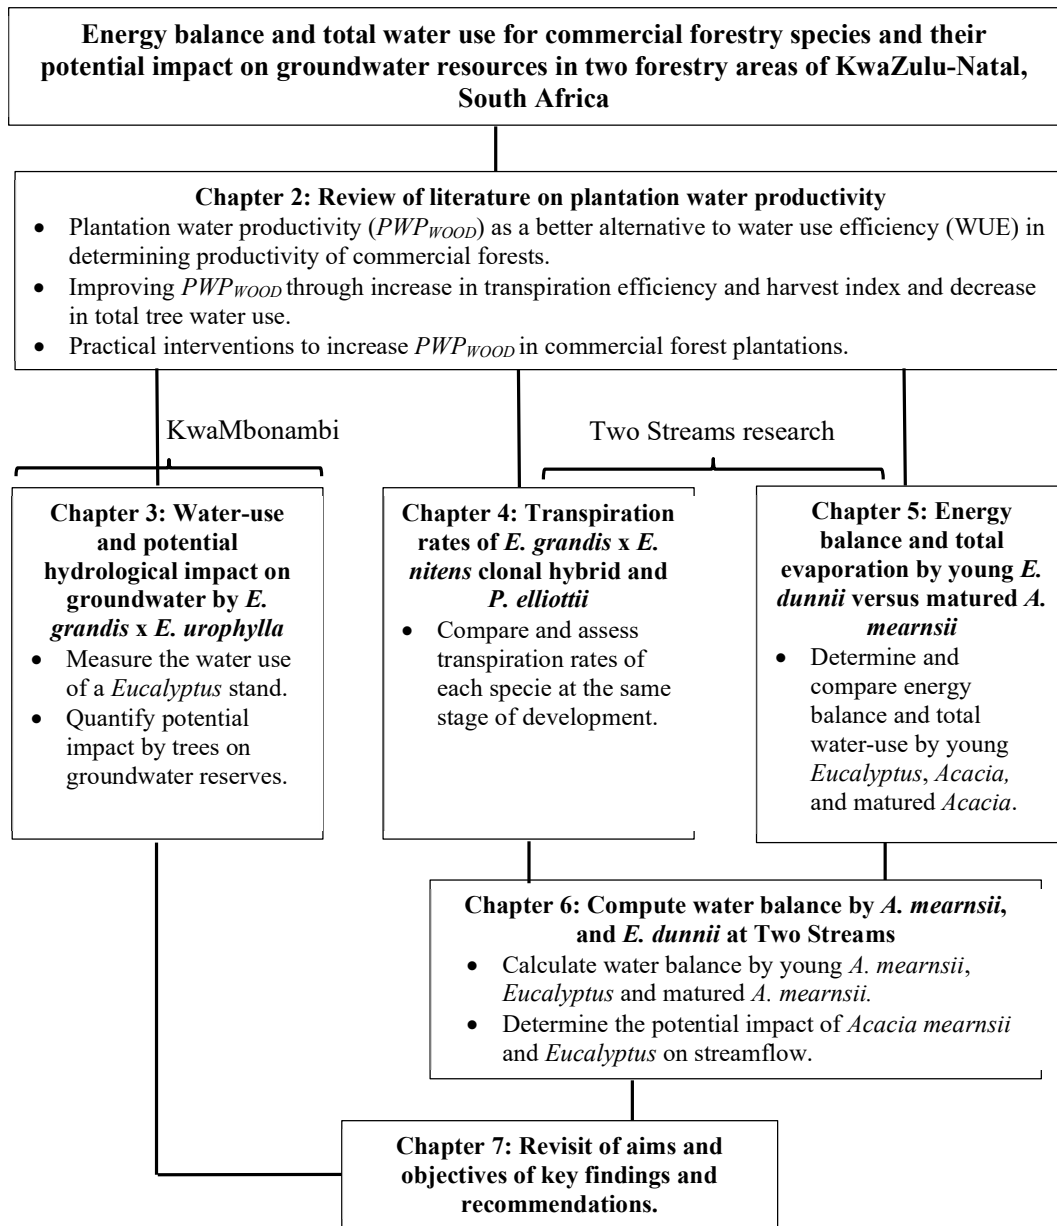 Energy balance and total water use for commercial forestry species and their
potential impact on groundwater resources in two forestry areas of KwaZulu-Natal,
South Africa
Chapter 2: Review of literature on plantation water productivity
• Plantation water productivity (PWP_WOOD) as a better alternative to water use efficiency (WUE) in
determining productivity of commercial forests.
• Improving PWP_WOOD through increase in transpiration efficiency and harvest index and decrease
in total tree water use.
• Practical interventions to increase PWP_WOOD in commercial forest plantations.
KwaMbonambi
Two Streams research
Chapter 3: Water-use
and potential
hydrological impact on
groundwater by E.
grandis x E. urophylla
• Measure the water use
of a Eucalyptus stand.
• Quantify potential
impact by trees on
groundwater reserves.
Chapter 4: Transpiration
rates of E. grandis x E.
nitens clonal hybrid and
P. elliottii
• Compare and assess
transpiration rates of
each specie at the same
stage of development.
Chapter 5: Energy
balance and total
evaporation by young E.
dunnii versus matured A.
mearnsii
• Determine and
compare energy
balance and total
water-use by young
Eucalyptus, Acacia,
and matured Acacia.
Chapter 6: Compute water balance by A. mearnsii,
and E. dunnii at Two Streams
• Calculate water balance by young A. mearnsii,
Eucalyptus and matured A. mearnsii.
• Determine the potential impact of Acacia mearnsii
and Eucalyptus on streamflow.
Chapter 7: Revisit of aims and
objectives of key findings and
recommendations.